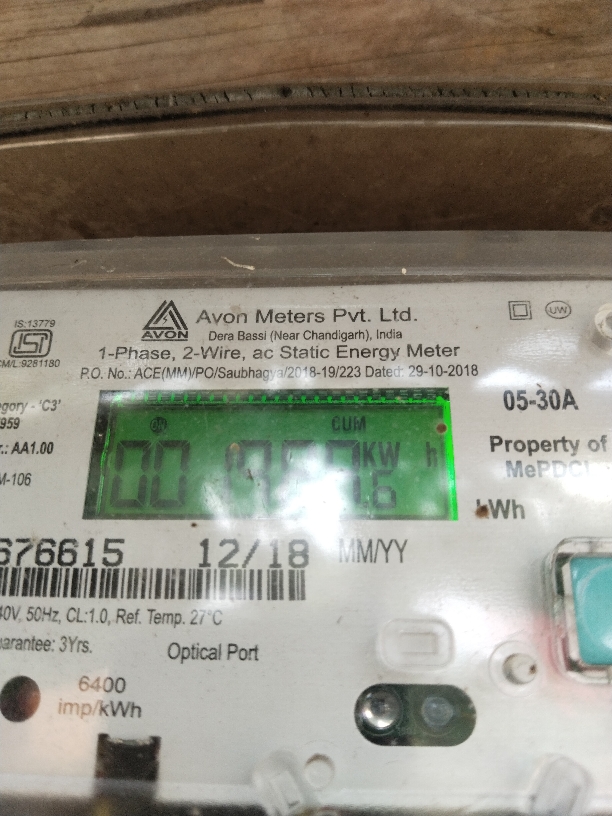 IS:13779
ISI
CM/L:9281180
AVON
Avon Meters Pvt. Ltd.
Dera Bassi (Near Chandigarh), India
1-Phase, 2-Wire, ac Static Energy Meter
P.O. No.: ACE(MM)/PO/Saubhagya/2018-19/223 Dated: 29-10-2018
UW
egory - 'C3'
959
r.: AA1.00
M-106
CUM
KW h
05-30A
Property of
MePDCL
kWh
676615 12/18 MM/YY
40V, 50Hz, CL:1.0, Ref. Temp. 27°C
uarantee: 3Yrs.
Optical Port
6400
imp/kWh